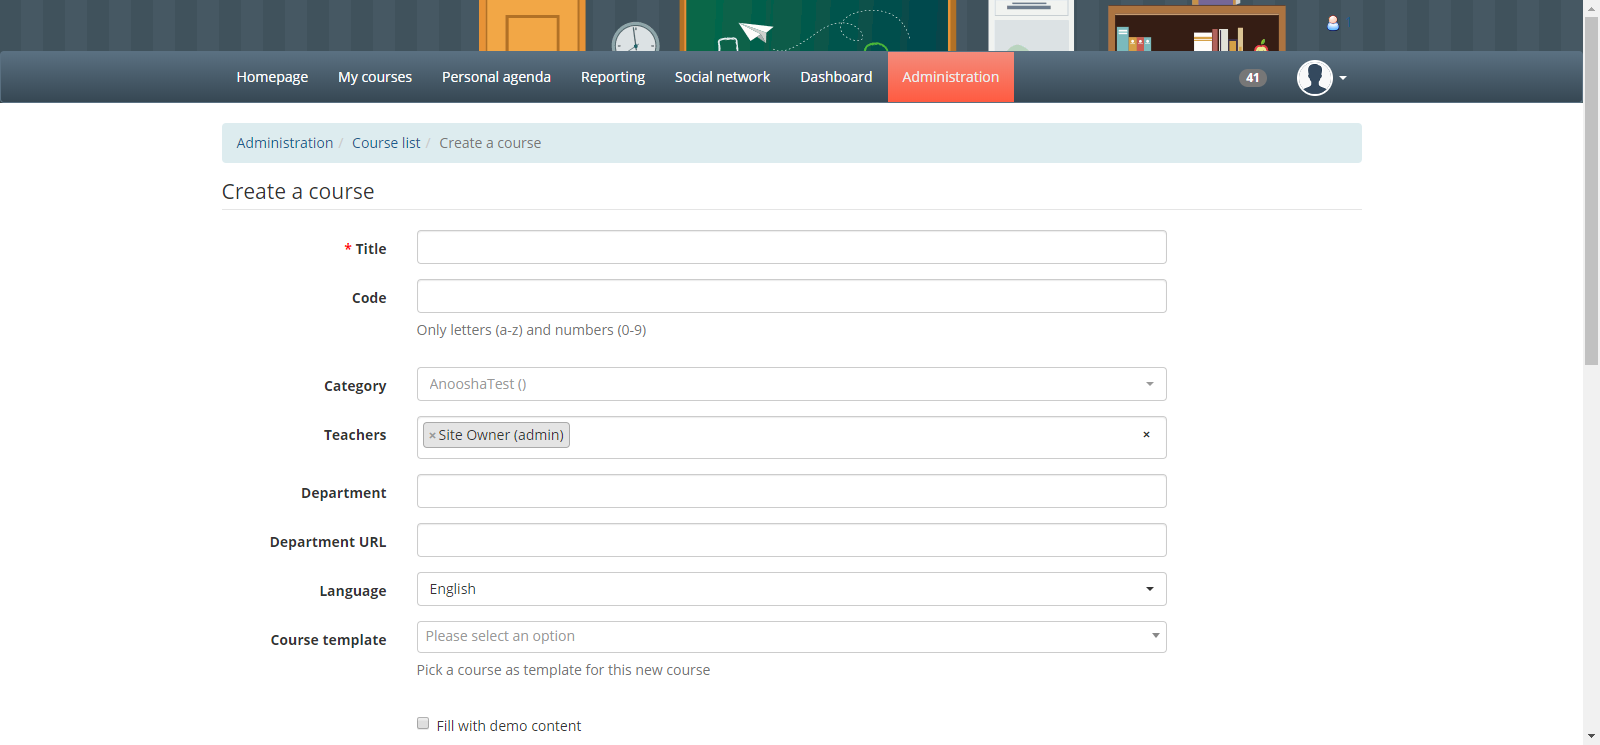 Homepage My courses Personal agenda Reporting Social network Dashboard Administration 41
Administration / Course list / Create a course
Create a course
* Title
Code
Only letters (a-z) and numbers (0-9)
Category AnooshaTest ()
Teachers × Site Owner (admin) ×
Department
Department URL
Language English
Course template Please select an option
Pick a course as template for this new course
Fill with demo content